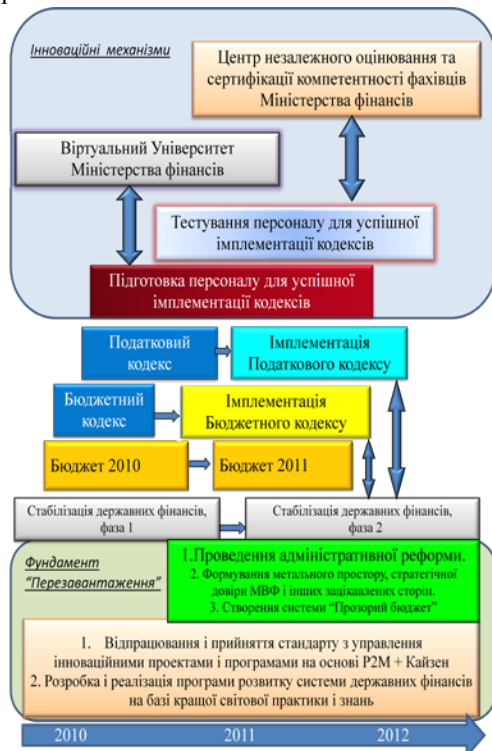 Інноваційні механізми
Центр незалежного оцінювання та
сертифікації компетентності фахівців
Міністерства фінансів
Віртуальний Університет
Міністерства фінансів
Тестування персоналу для успішної
імплементації кодексів
Підготовка персоналу для успішної
імплементації кодексів
Податковий
кодекс
Імплементація
Податкового кодексу
Бюджетний
кодекс
Імплементація
Бюджетного кодексу
Бюджет 2010
Бюджет 2011
Стабілізація державних фінансів,
фаза 1
Стабілізація державних фінансів,
фаза 2
Фундамент
“Перезавантаження”
1.Проведення адміністративної реформи.
2. Формування метального простору, стратегічної
довіри МВФ і інших зацікавлених сторін.
3. Створення системи “Прозорий бюджет”
1. Відпрацювання і прийняття стандарту з управління
інноваційними проектами і програмами на основі Р2М + Кайзен
2. Розробка і реалізація програми розвитку системи державних фінансів
на базі кращої світової практики і знань
2010
2011
2012